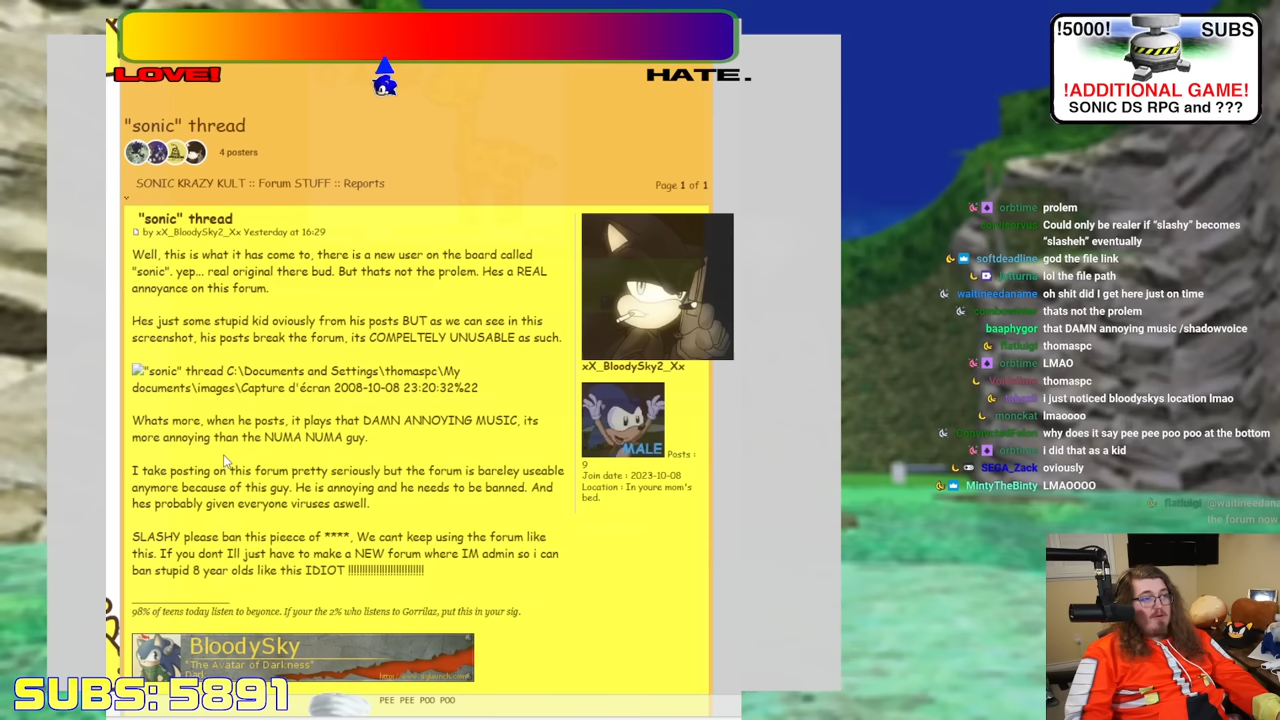 LOVE!
HATE.
!5000! SUBS
!ADDITIONAL GAME!
SONIC DS RPG and ???
"sonic" thread
4 posters
SONIC KRAZY KULT :: Forum STUFF :: Reports
Page 1 of 1
"sonic" thread
by xX_BloodySky2_Xx Yesterday at 16:29
Well, this is what it has come to, there is a new user on the board called
"sonic". yep... real original there bud. But thats not the prolem. Hes a REAL
annoyance on this forum.
Hes just some stupid kid oviously from his posts BUT as we can see in this
screenshot, his posts break the forum, its COMPELTELY UNUSABLE as such.
"sonic" thread C:\Documents and Settings\thomaspc\My
documents\images\Capture d'écran 2008-10-08 23:20:32%22
Whats more, when he posts, it plays that DAMN ANNOYING MUSIC, its
more annoying than the NUMA NUMA guy.
I take posting on this forum pretty seriously but the forum is bareley useable
anymore because of this guy. He is annoying and he needs to be banned. And
hes probably given everyone viruses aswell.
SLASHY please ban this pieece of ****, We cant keep using the forum like
this. If you dont Ill just have to make a NEW forum where IM admin so i can
ban stupid 8 year olds like this IDIOT !!!!!!!!!!!!!!!!!!!!!!!!!!
98% of teens today listen to beyonce. If your the 2% who listens to Gorrilaz, put this in your sig.
BloodySky
"The Avatar of Darkness"
PEE PEE POO POO
xX_BloodySky2_Xx
MALE
Posts :
9
Join date : 2023-10-08
Location : In youre mom's
bed.
orbtime prolem
Could only be realer if “slashy” becomes
“slasheh” eventually
softdeadline god the file link
lol the file path
waitineedaname oh shit did I get here just on time
thats not the prolem
baaphygor that DAMN ANNOYING music /shadowvoice
flatluigi thomaspc
orbtime LMAO
thomaspc
i just noticed bloodyskys location lmao
monckat lmaoooo
why does it say pee pee poo poo at the bottom
orbtime i did that as a kid
SEGA_Zack oviously
MintyTheBinty LMAOOOO
flatluigi
the forum now
SUBS: 5891